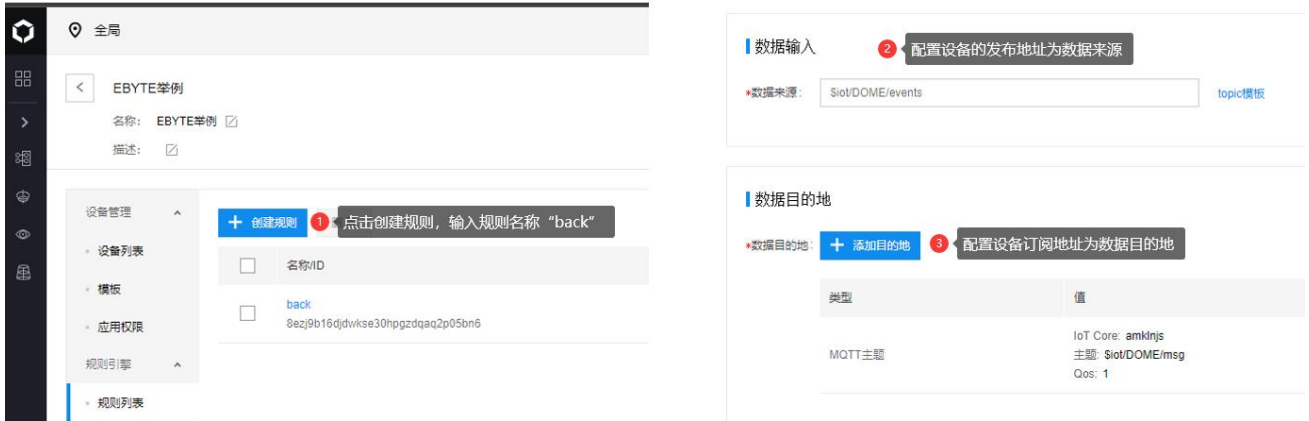 全局
EBYTE举例
名称: EBYTE举例
描述:
设备管理
设备列表
模板
应用权限
规则引擎
规则列表
+ 创建规则
1 点击创建规则，输入规则名称“back”
名称/ID
back
8ezj9b16djdwkse30hpgzdqaq2p05bn6
数据输入
2 配置设备的发布地址为数据来源
*数据来源: $iot/DOME/events topic模板
数据目的地
*数据目的地: + 添加目的地
3 配置设备订阅地址为数据目的地
类型 值
MQTT主题
IoT Core: amklnjs
主题: $iot/DOME/msg
Qos: 1